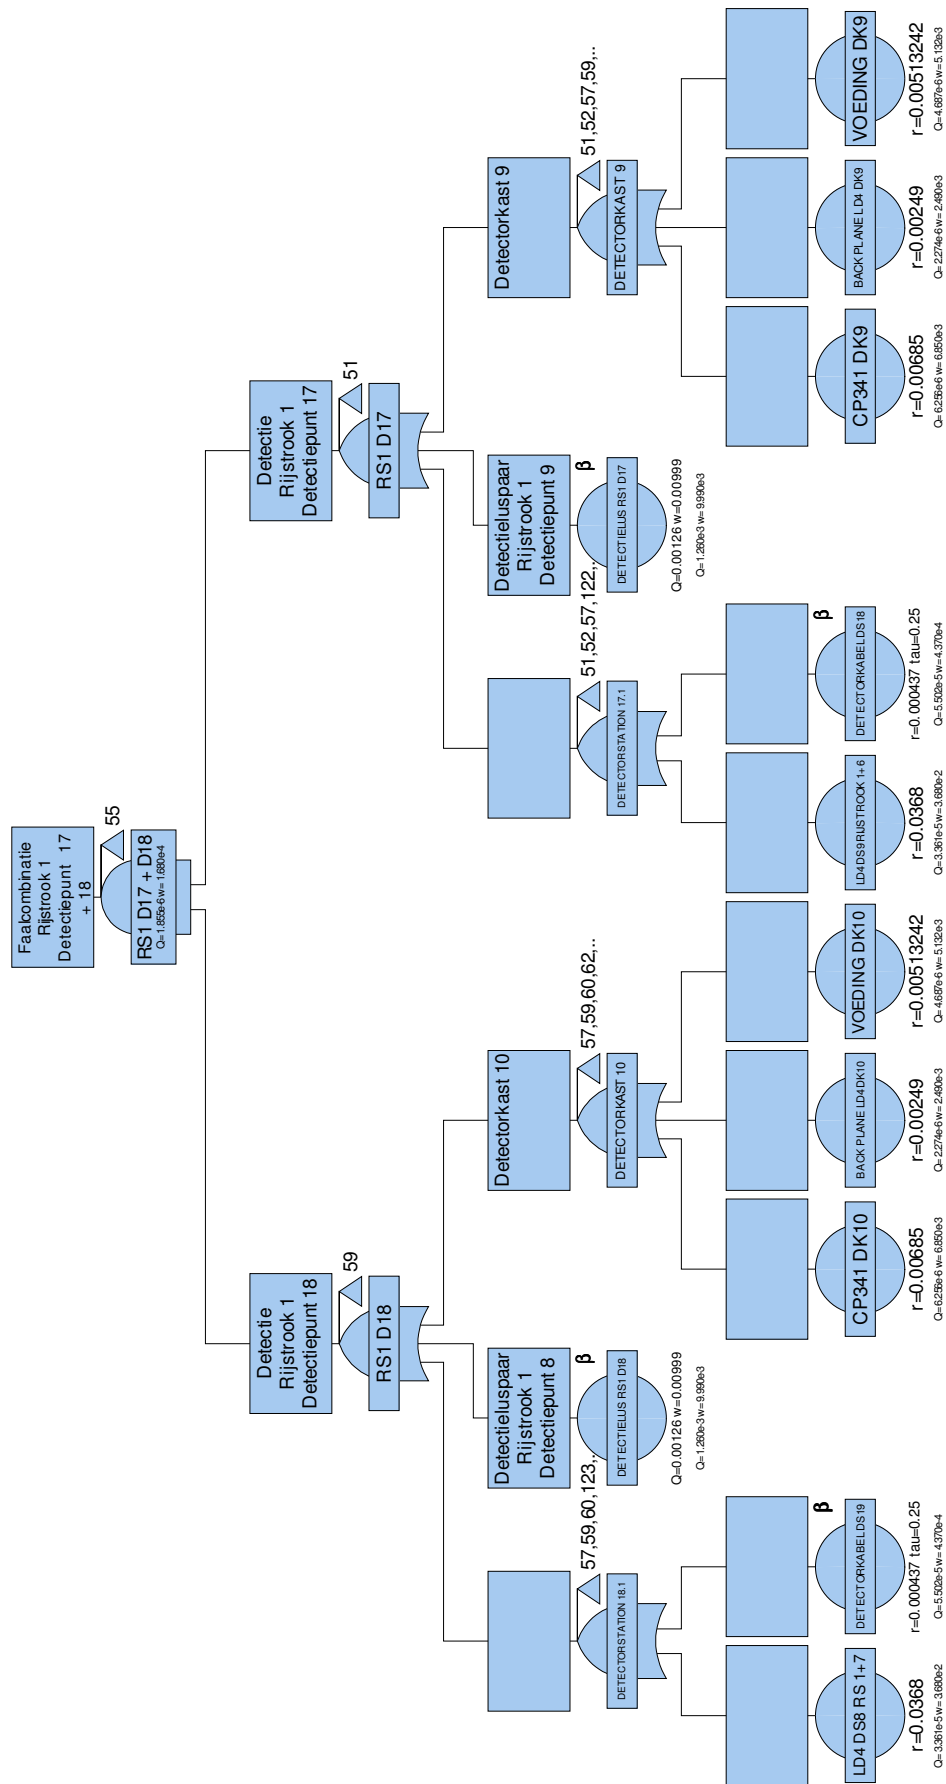 Faalcombinatie
Rijstrook 1
Detectiepunt 17
+ 18
55
RS1 D17 + D18
Q=1.855e-6 w=1.680e-4
Detectie
Rijstrook 1
Detectiepunt 18
59
RS1 D18
Detectie
Rijstrook 1
Detectiepunt 17
51
RS1 D17
57,59,60,123,..
DETECTORSTATION 18.1
Detectieluspaar
Rijstrook 1
Detectiepunt 8
β
DETECTIELUS RS1 D18
Q=0.00126 w=0.00999
Q=1.260e-3 w=9.990e-3
Detectorkast 10
57,59,60,62,..
DETECTORKAST 10
51,52,57,122,..
DETECTORSTATION 17.1
Detectieluspaar
Rijstrook 1
Detectiepunt 9
β
DETECTIELUS RS1 D17
Q=0.00126 w=0.00999
Q=1.260e-3 w=9.990e-3
Detectorkast 9
51,52,57,59,..
DETECTORKAST 9
LD4 DS8 RS 1+7
r=0.0368
Q=3.361e-5 w=3.680e-2
β
DETECTORKABEL DS19
r=0.000437 tau=0.25
Q=5.502e-5 w=4.370e-4
CP341 DK10
r=0.00685
Q=6.256e-6 w=6.850e-3
BACK PLANE LD4 DK10
r=0.00249
Q=2.274e-6 w=2.490e-3
VOEDING DK10
r=0.00513242
Q=4.687e-6 w=5.132e-3
LD4 DS9 RIJSTROOK 1+6
r=0.0368
Q=3.361e-5 w=3.680e-2
β
DETECTORKABEL DS18
r=0.000437 tau=0.25
Q=5.502e-5 w=4.370e-4
CP341 DK9
r=0.00685
Q=6.256e-6 w=6.850e-3
BACK PLANE LD4 DK9
r=0.00249
Q=2.274e-6 w=2.490e-3
VOEDING DK9
r=0.00513242
Q=4.687e-6 w=5.132e-3